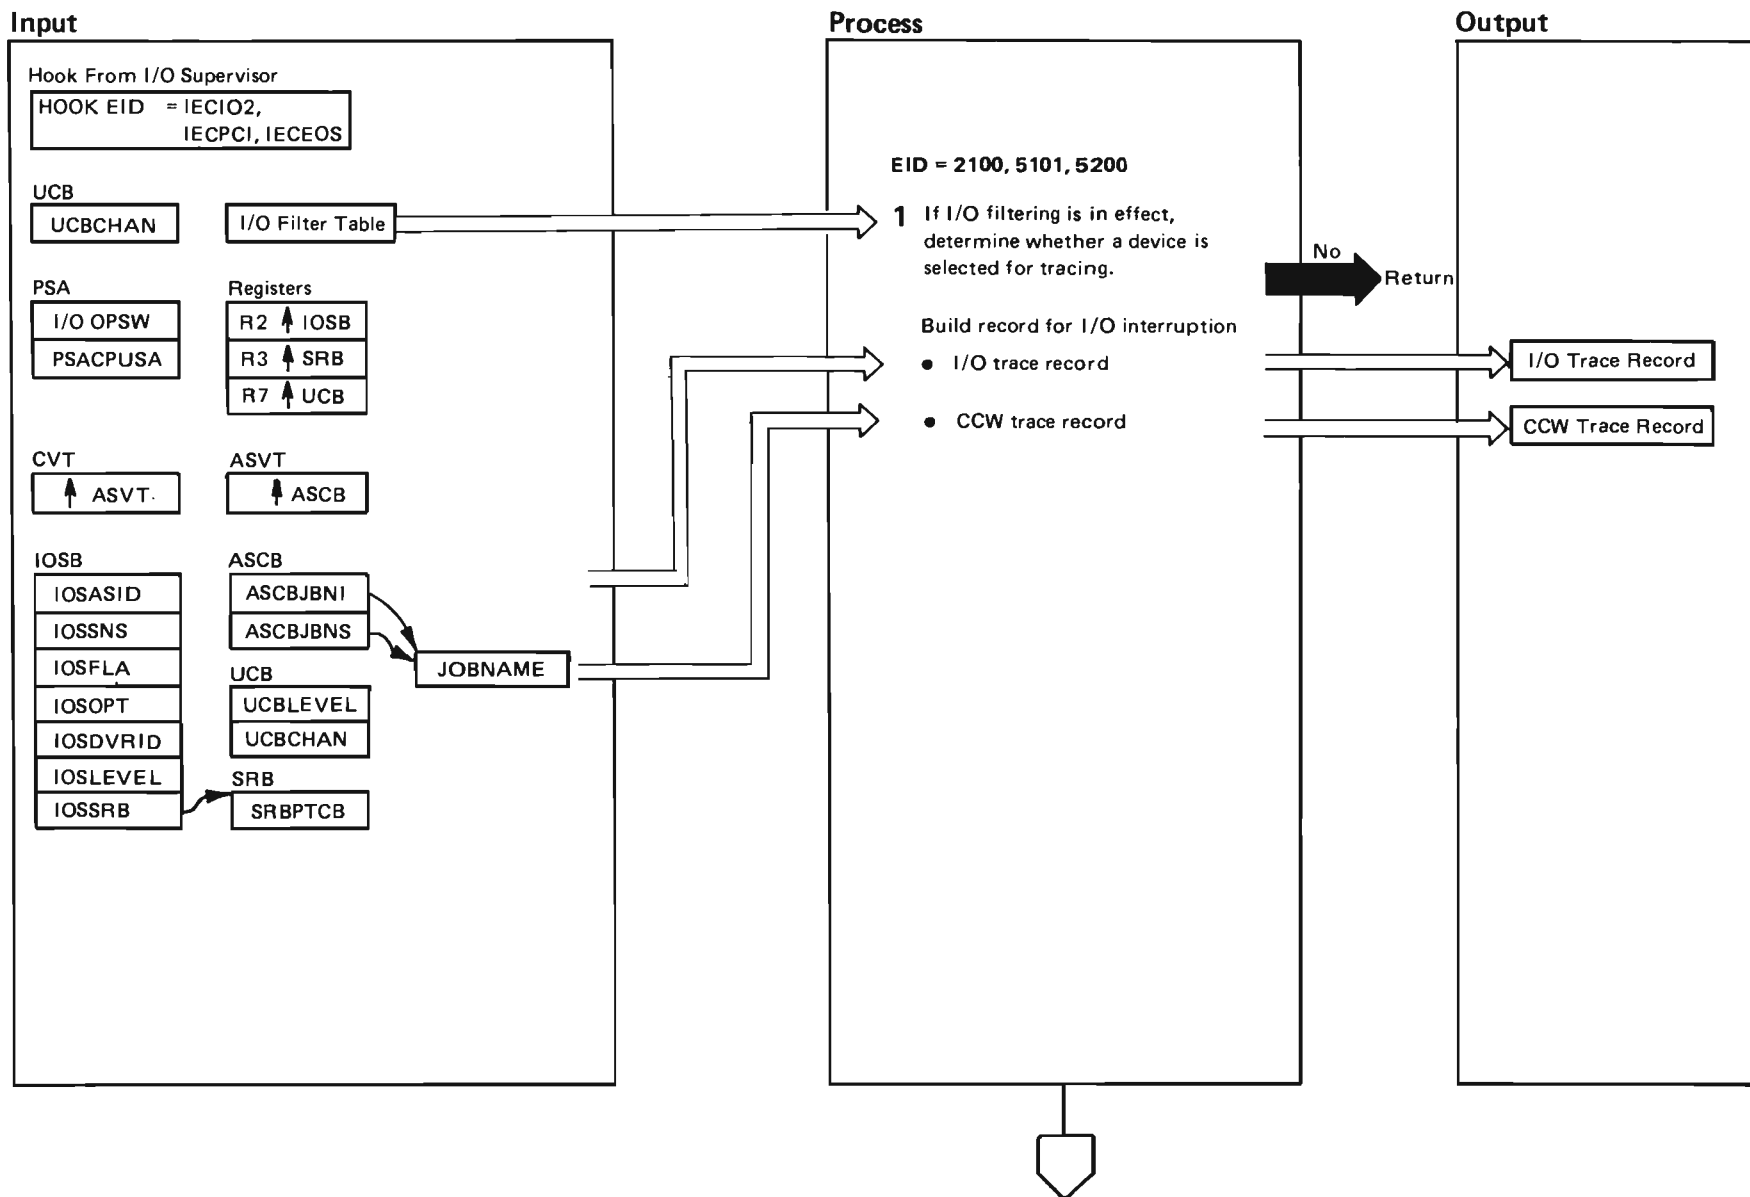 Input
Process
Output
Hook From I/O Supervisor
HOOK EID = IECIO2,
IECPCI, IECEOS
UCB
UCBCHAN
I/O Filter Table
PSA
I/O OPSW
PSACPUSA
Registers
R2 IOSB
R3 SRB
R7 UCB
CVT
ASVT
ASVT
ASCB
IOSB
IOSASID
IOSSNS
IOSFLA
IOSOPT
IOSDVRID
IOSLEVEL
IOSSRB
ASCB
ASCBJBNI
ASCBJBNS
JOBNAME
UCB
UCBLEVEL
UCBCHAN
SRB
SRBPTCB
EID = 2100, 5101, 5200
1 If I/O filtering is in effect,
determine whether a device is
selected for tracing.
No
Return
Build record for I/O interruption
• I/O trace record
• CCW trace record
I/O Trace Record
CCW Trace Record